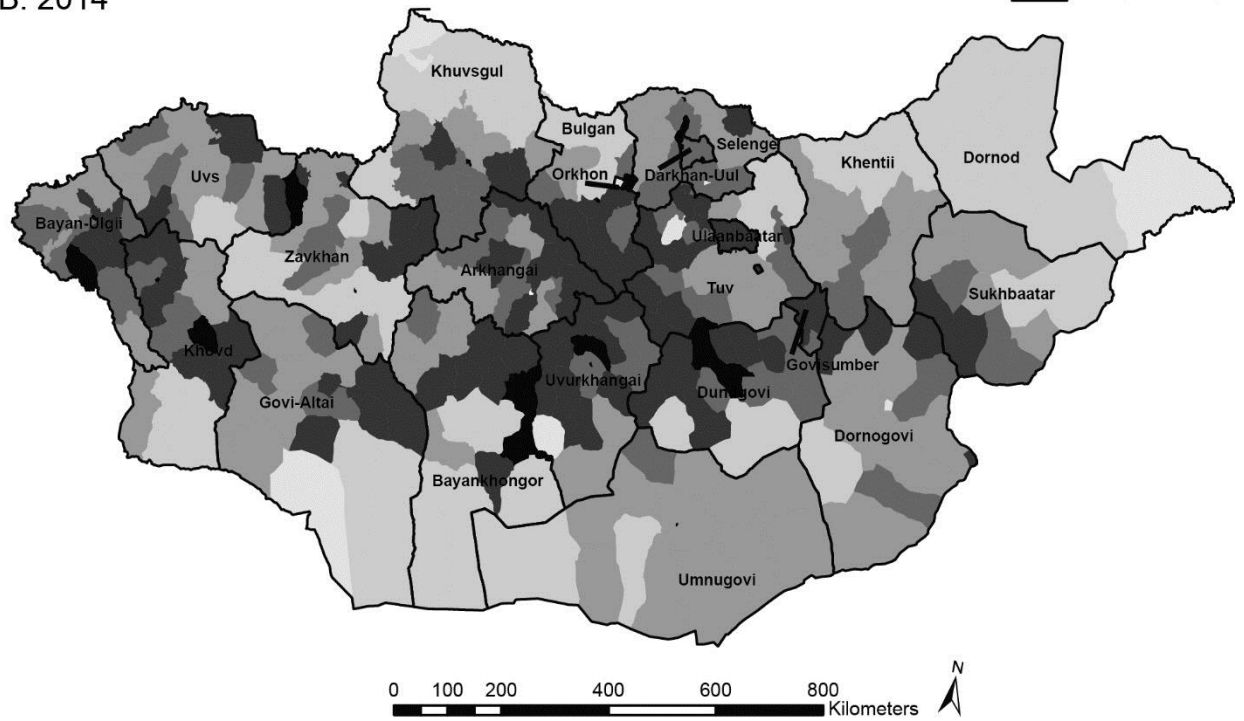 B. 2014
Khuvsgul
Bulgan
Selenge
Khentii
Dornod
Uvs
Orkhon
Darkhan-Uul
Bayan-Ulgii
Ulaanbaatar
Zavkhan
Arkhangai
Tuv
Sukhbaatar
Khovd
Uvurkhangai
Govisumber
Govi-Altai
Dundgovi
Dornogovi
Bayankhongor
Umnugovi
N
0 100 200 400 600 800
Kilometers